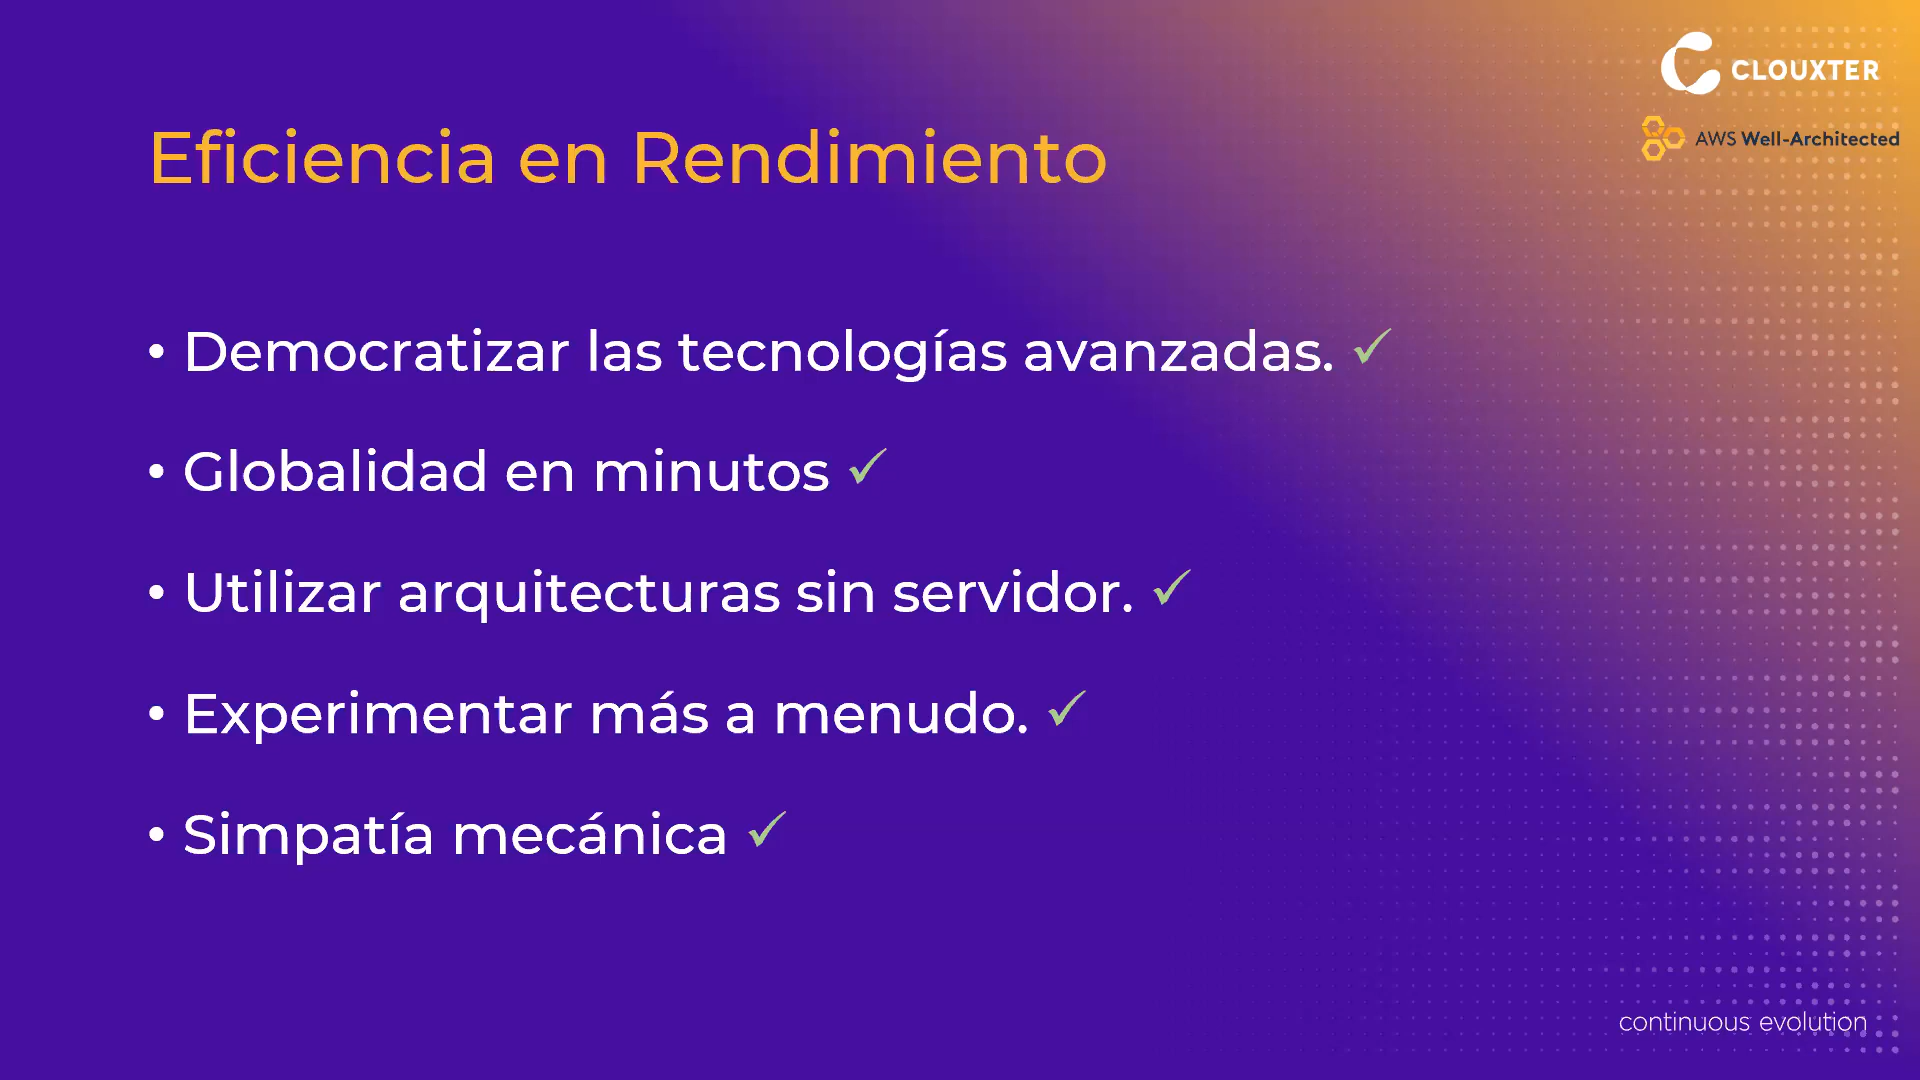 CLOUXTER
AWS Well-Architected
Eficiencia en Rendimiento
• Democratizar las tecnologías avanzadas. ✓
• Globalidad en minutos ✓
• Utilizar arquitecturas sin servidor. ✓
• Experimentar más a menudo. ✓
• Simpatía mecánica ✓
continuous evolution